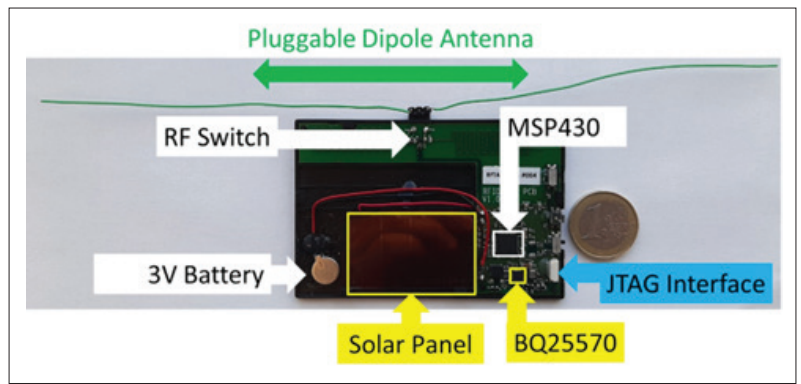 Pluggable Dipole Antenna
RF Switch
MSP430
3V Battery
JTAG Interface
Solar Panel
BQ25570